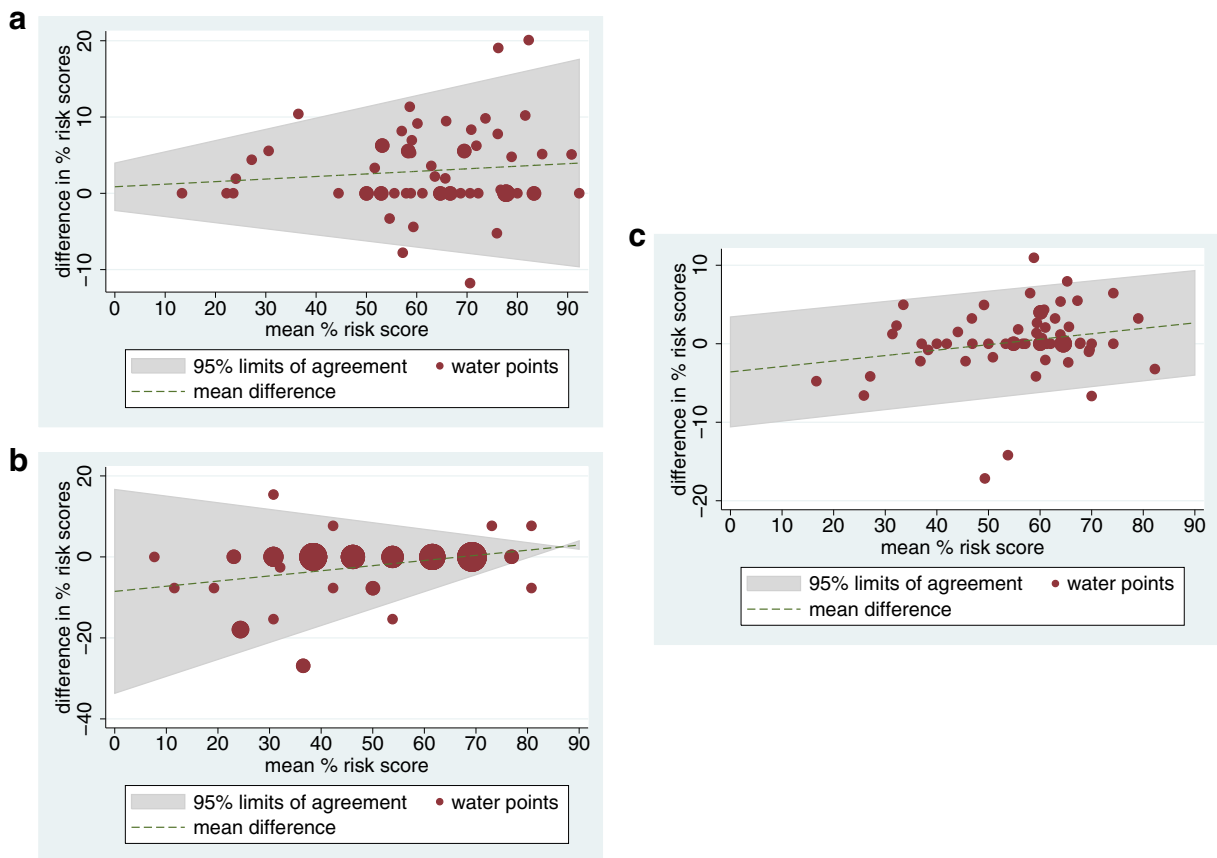 a
difference in % risk scores
20
10
0
−10
0 10 20 30 40 50 60 70 80 90
mean % risk score
95% limits of agreement water points
mean difference
b
difference in % risk scores
20
0
−20
−40
0 10 20 30 40 50 60 70 80 90
mean % risk score
95% limits of agreement water points
mean difference
c
difference in % risk scores
10
0
−10
−20
0 10 20 30 40 50 60 70 80 90
mean % risk score
95% limits of agreement water points
mean difference